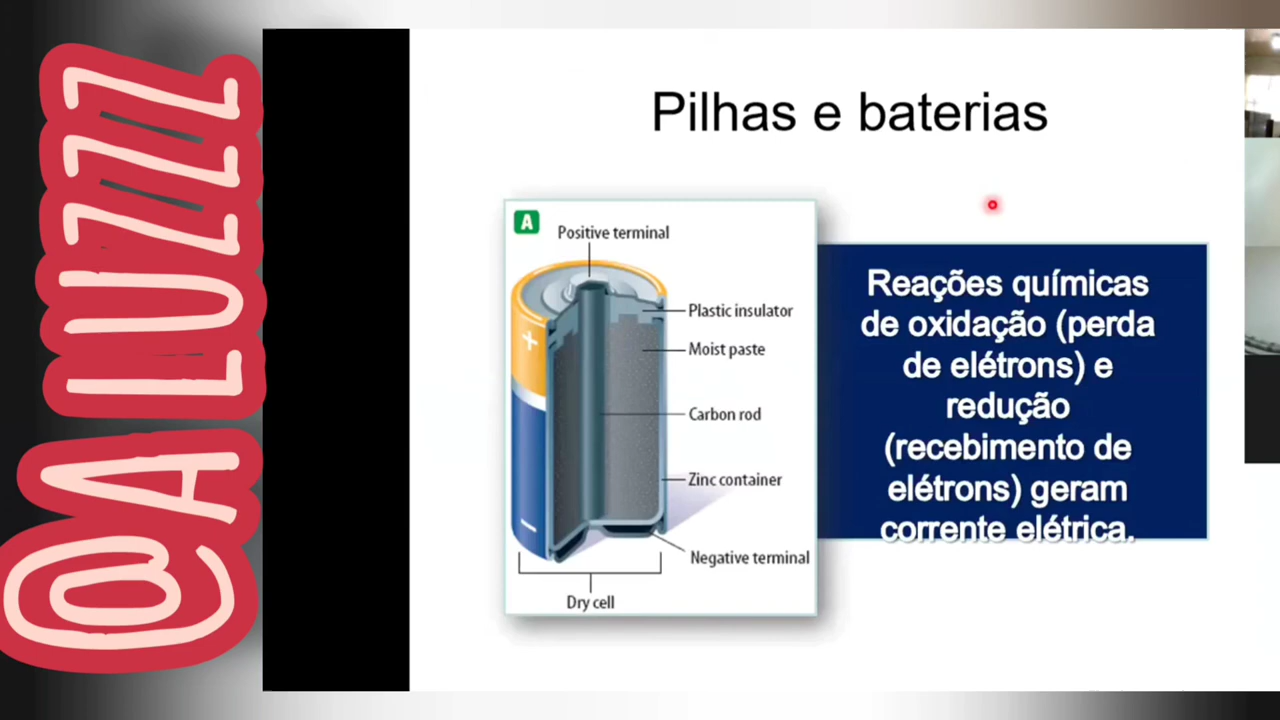 @A LUZZZ
Pilhas e baterias
A
Positive terminal
Plastic insulator
Moist paste
Carbon rod
Zinc container
Negative terminal
Dry cell
+
−
Reações químicas
de oxidação (perda
de elétrons) e
redução
(recebimento de
elétrons) geram
corrente elétrica.